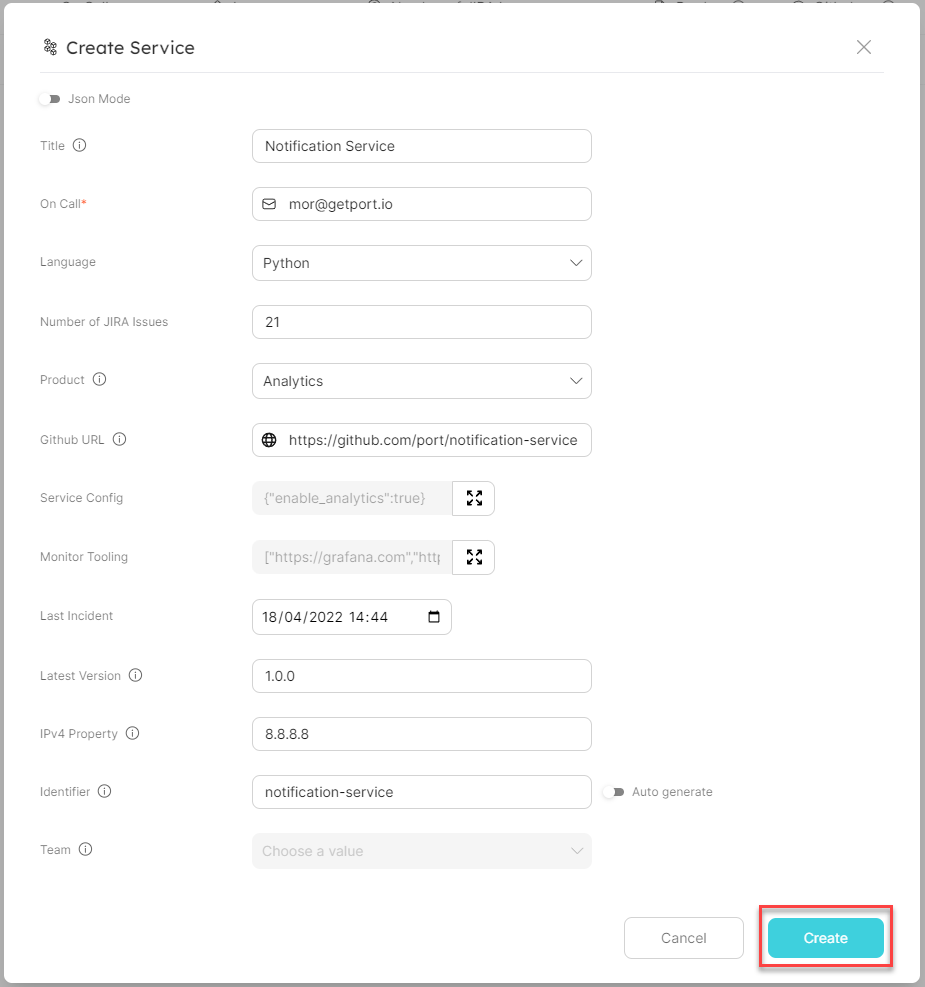 Create Service
Json Mode
Title
Notification Service
On Call*
mor@getport.io
Language
Python
Number of JIRA Issues
21
Product
Analytics
Github URL
https://github.com/port/notification-service
Service Config
{"enable_analytics":true}
Monitor Tooling
["https://grafana.com","http
Last Incident
18/04/2022 14:44
Latest Version
1.0.0
IPv4 Property
8.8.8.8
Identifier
notification-service
Auto generate
Team
Choose a value
Cancel
Create